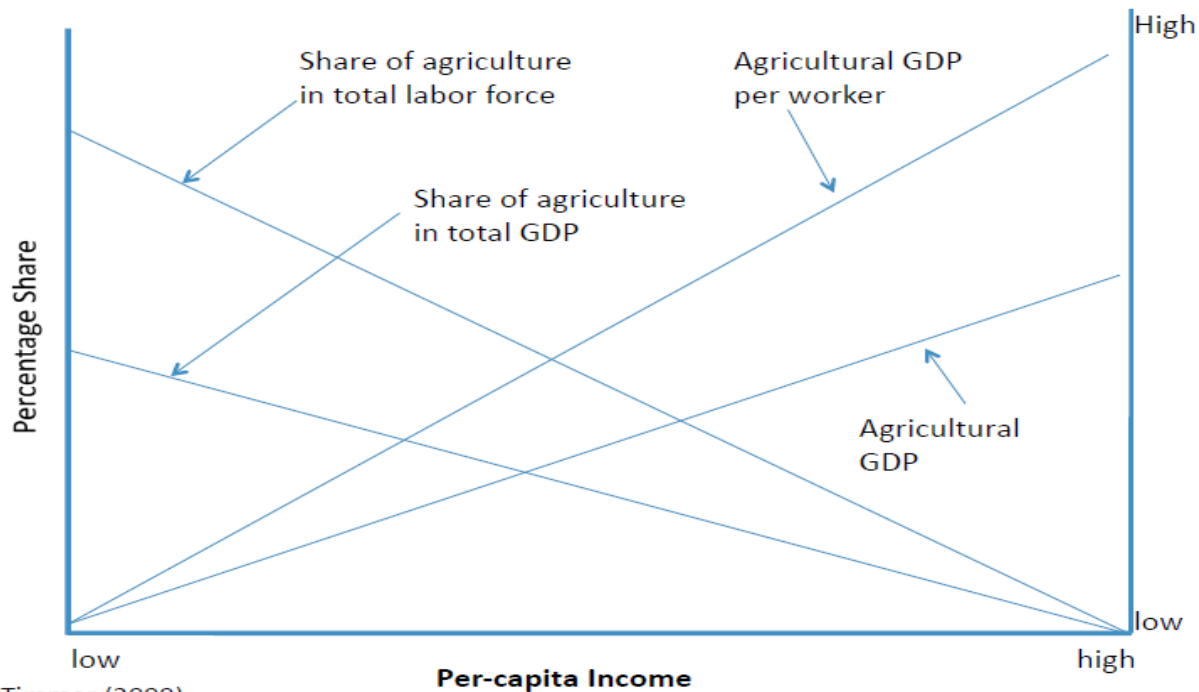 High
Share of agriculture
in total labor force
Agricultural GDP
per worker
Share of agriculture
in total GDP
Percentage Share
Agricultural
GDP
low
low
high
Per-capita Income